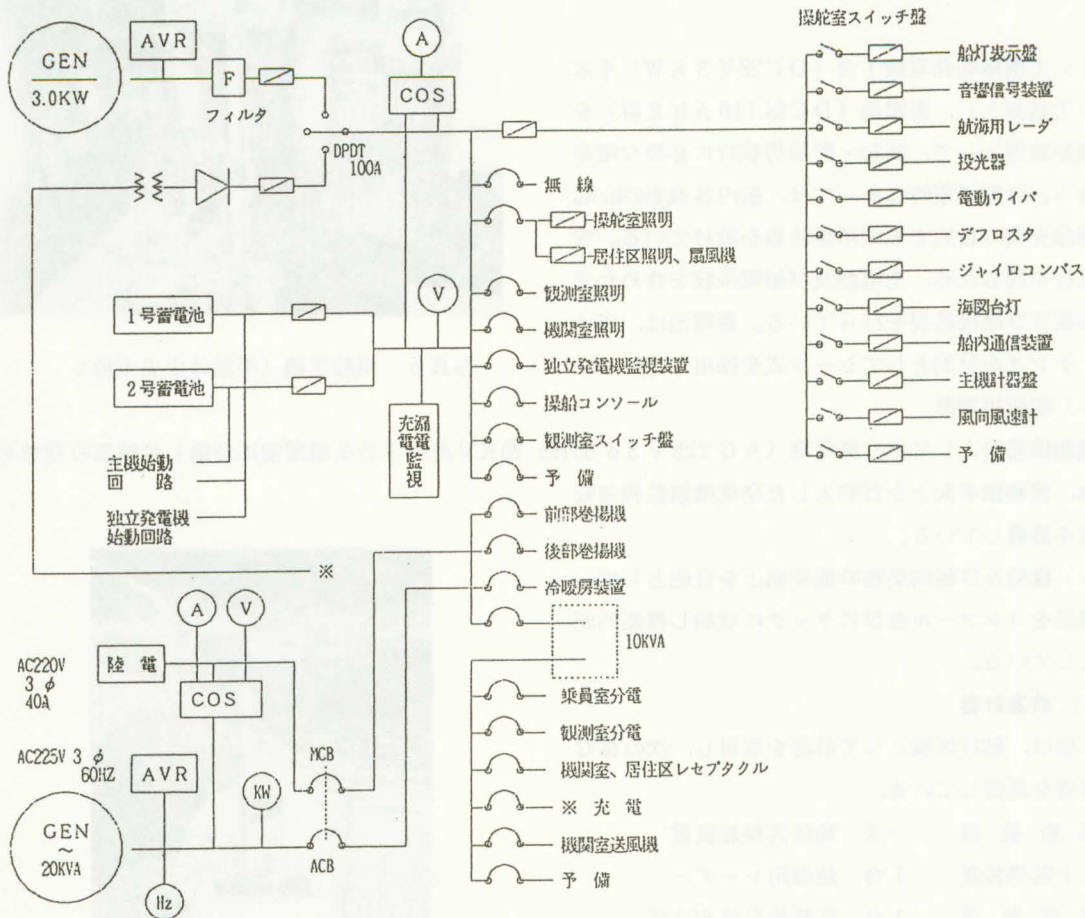 操舵室スイッチ盤
GEN
3.0KW
AVR
F
フィルタ
A
COS
DPDT
100A
船灯表示盤
音響信号装置
航海用レーダ
投光器
電動ワイパ
デフロスタ
ジャイロコンパス
海図台灯
船内通信装置
主機計器盤
風向風速計
予備
無線
操舵室照明
居住区照明、扇風機
観測室照明
機関室照明
独立発電機監視装置
操船コンソール
観測室スイッチ盤
予備
V
1号蓄電池
2号蓄電池
充漏
電電
監視
主機始動
回路
独立発電機
始動回路
※
前部巻揚機
後部巻揚機
冷暖房装置
10KVA
A
V
陸電
COS
AC220V
3φ
40A
AC225V 3φ
60HZ
AVR
KW
MCB
ACB
GEN
~
20KVA
Hz
乗員室分電
観測室分電
機関室、居住区レセプタクル
※ 充電
機関室送風機
予備